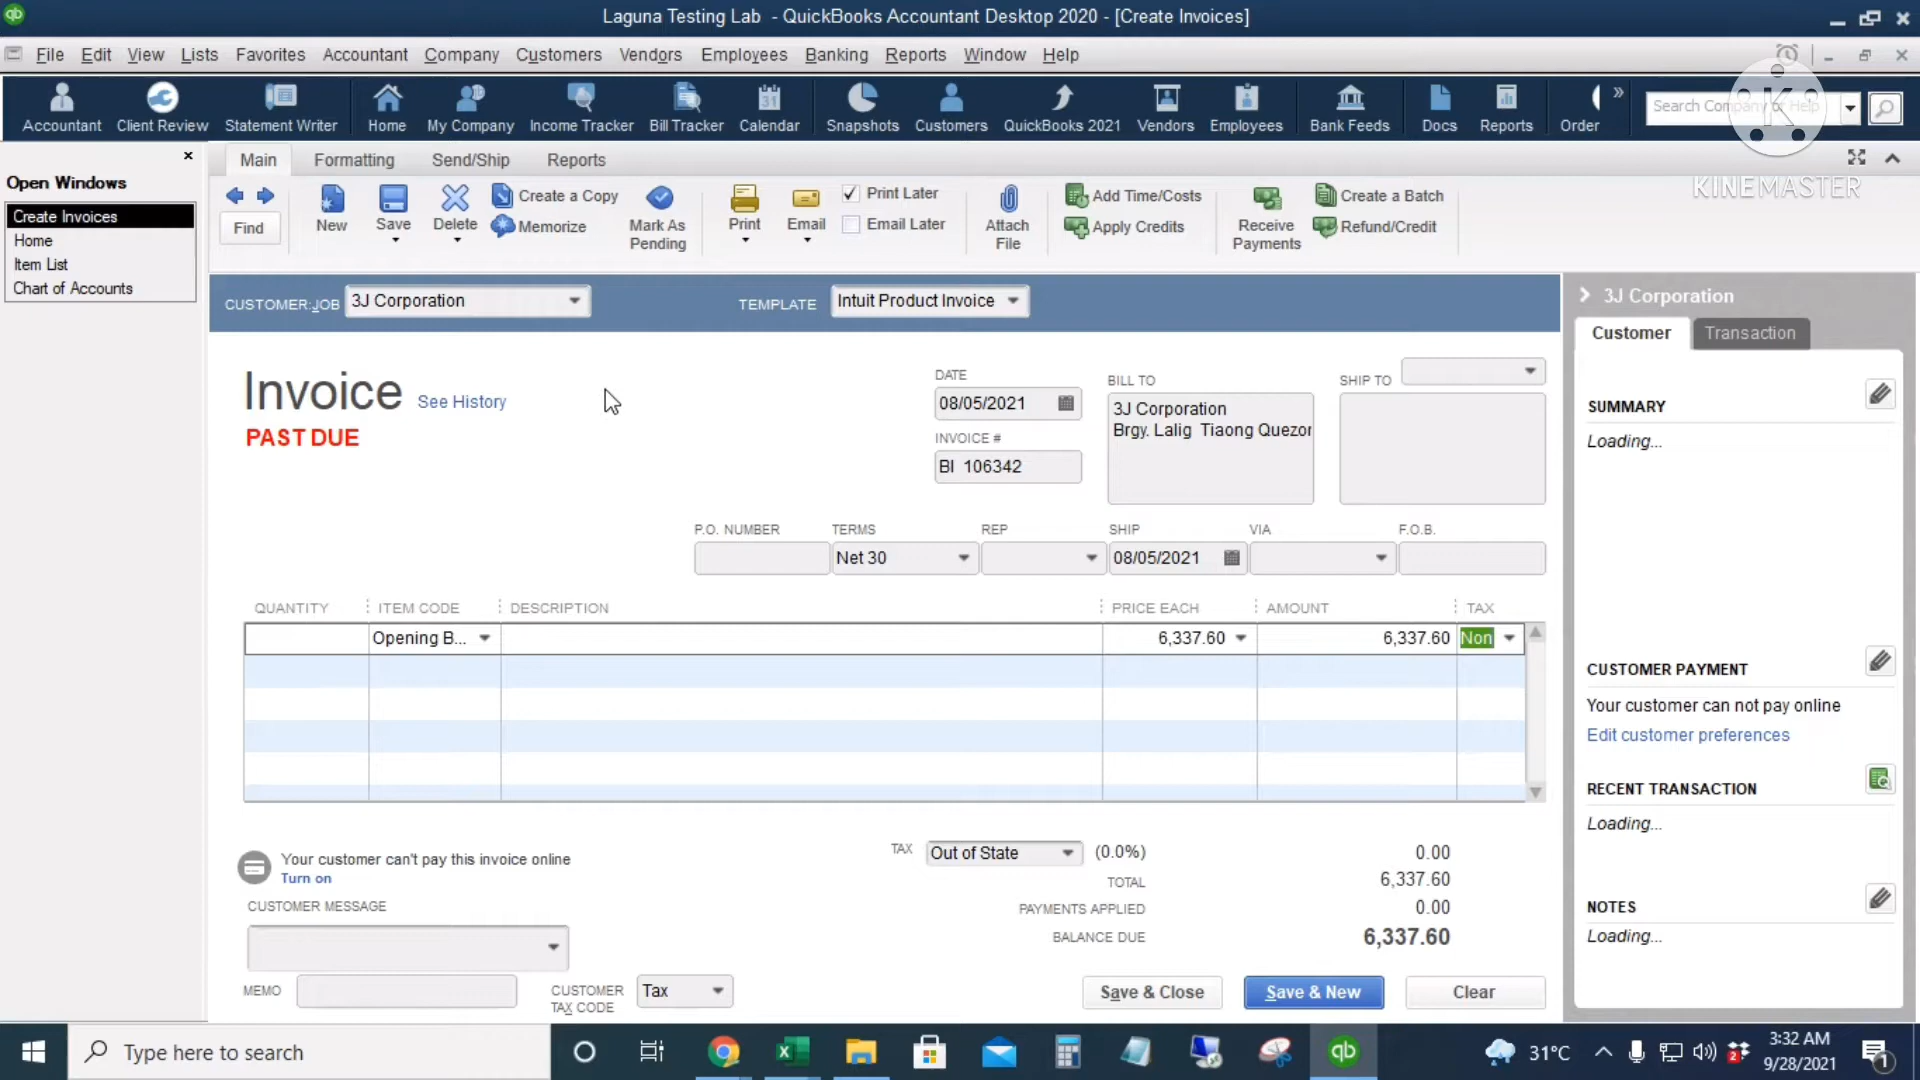 Laguna Testing Lab - QuickBooks Accountant Desktop 2020 - [Create Invoices]
File Edit View Lists Favorites Accountant Company Customers Vendors Employees Banking Reports Window Help
Accountant Client Review Statement Writer Home My Company Income Tracker Bill Tracker Calendar Snapshots Customers QuickBooks 2021 Vendors Employees Bank Feeds Docs Reports Order
Search Company or Help
KINEMASTER
Open Windows
Create Invoices
Home
Item List
Chart of Accounts
Main Formatting Send/Ship Reports
Find
New
Save
Delete
Create a Copy
Memorize
Mark As
Pending
Print
Email
Print Later
Email Later
Attach
File
Add Time/Costs
Apply Credits
Receive
Payments
Create a Batch
Refund/Credit
CUSTOMER:JOB 3J Corporation
TEMPLATE Intuit Product Invoice
Invoice See History
PAST DUE
DATE
08/05/2021
INVOICE #
BI 106342
BILL TO
3J Corporation
Brgy. Lalig Tiaong Quezor
SHIP TO
P.O. NUMBER TERMS REP SHIP VIA F.O.B.
Net 30 08/05/2021
QUANTITY ITEM CODE DESCRIPTION PRICE EACH AMOUNT TAX
Opening B... 6,337.60 6,337.60 Non
Your customer can't pay this invoice online
Turn on
CUSTOMER MESSAGE
MEMO
CUSTOMER
TAX CODE
Tax
TAX Out of State (0.0%) 0.00
TOTAL 6,337.60
PAYMENTS APPLIED 0.00
BALANCE DUE 6,337.60
Save & Close Save & New Clear
3J Corporation
Customer Transaction
SUMMARY
Loading...
CUSTOMER PAYMENT
Your customer can not pay online
Edit customer preferences
RECENT TRANSACTION
Loading...
NOTES
Loading...
Type here to search
31°C
3:32 AM
9/28/2021